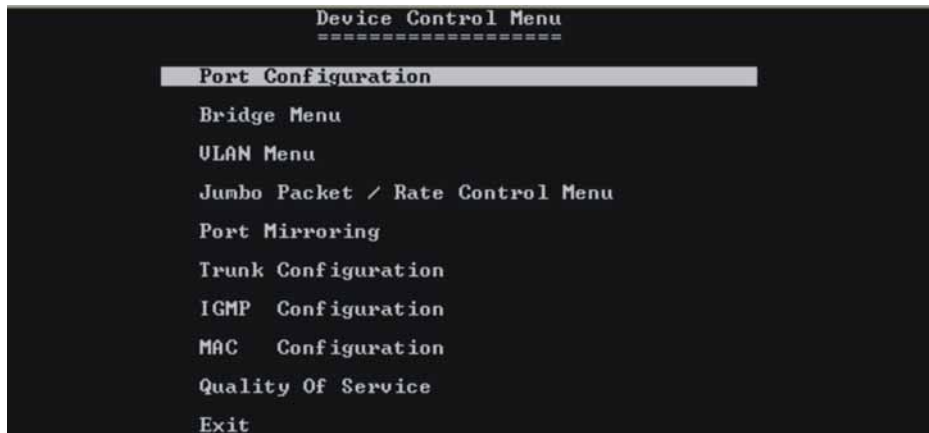 Device Control Menu
===================
Port Configuration
Bridge Menu
VLAN Menu
Jumbo Packet / Rate Control Menu
Port Mirroring
Trunk Configuration
IGMP  Configuration
MAC   Configuration
Quality Of Service
Exit